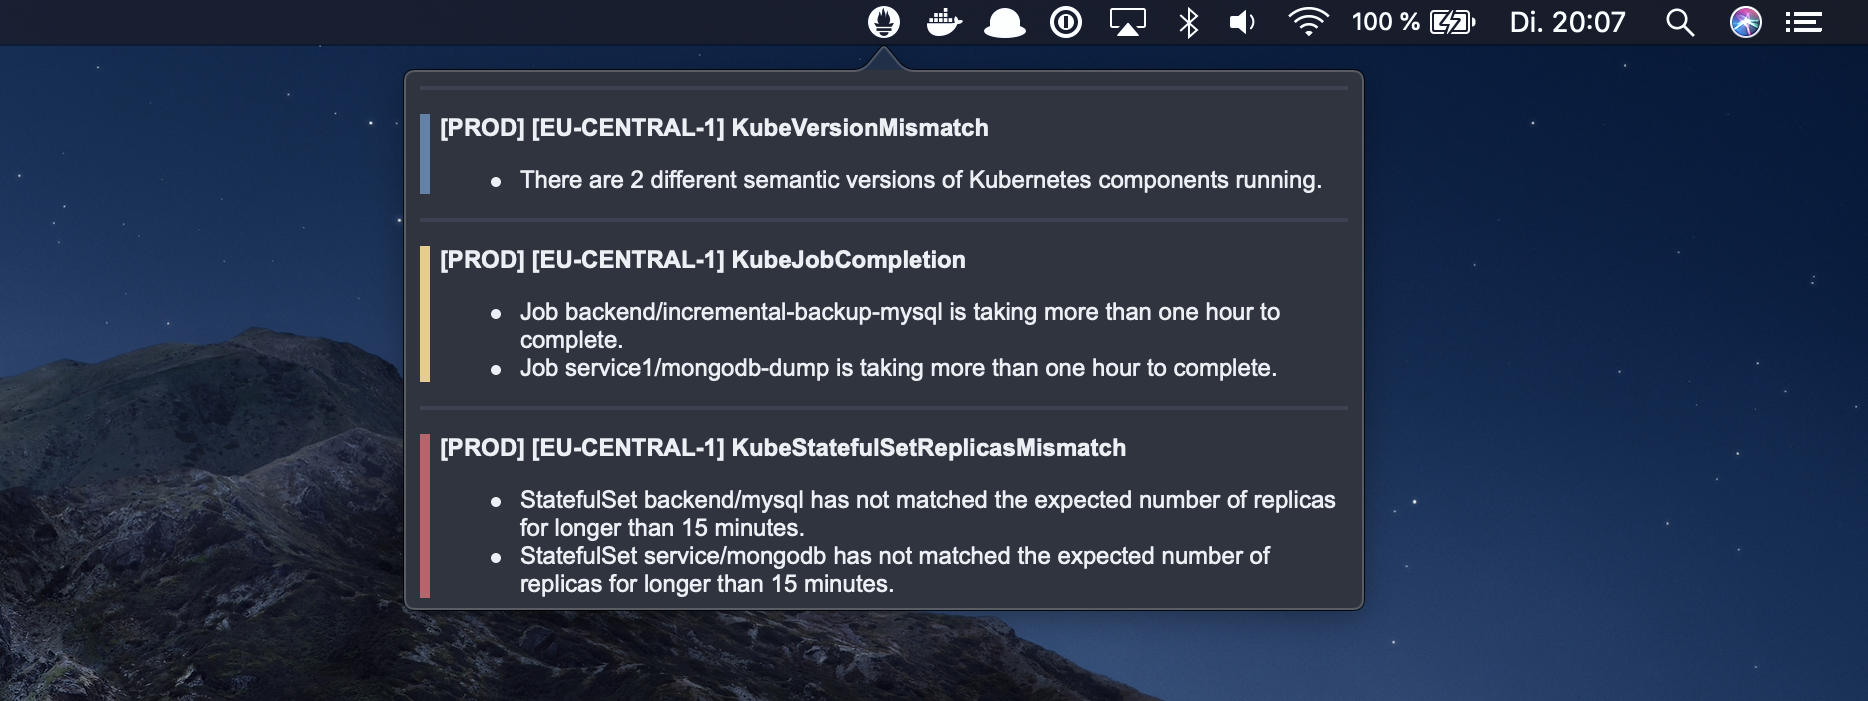 100 % Di. 20:07
[PROD] [EU-CENTRAL-1] KubeVersionMismatch
• There are 2 different semantic versions of Kubernetes components running.
[PROD] [EU-CENTRAL-1] KubeJobCompletion
• Job backend/incremental-backup-mysql is taking more than one hour to
complete.
• Job service1/mongodb-dump is taking more than one hour to complete.
[PROD] [EU-CENTRAL-1] KubeStatefulSetReplicasMismatch
• StatefulSet backend/mysql has not matched the expected number of replicas
for longer than 15 minutes.
• StatefulSet service/mongodb has not matched the expected number of
replicas for longer than 15 minutes.